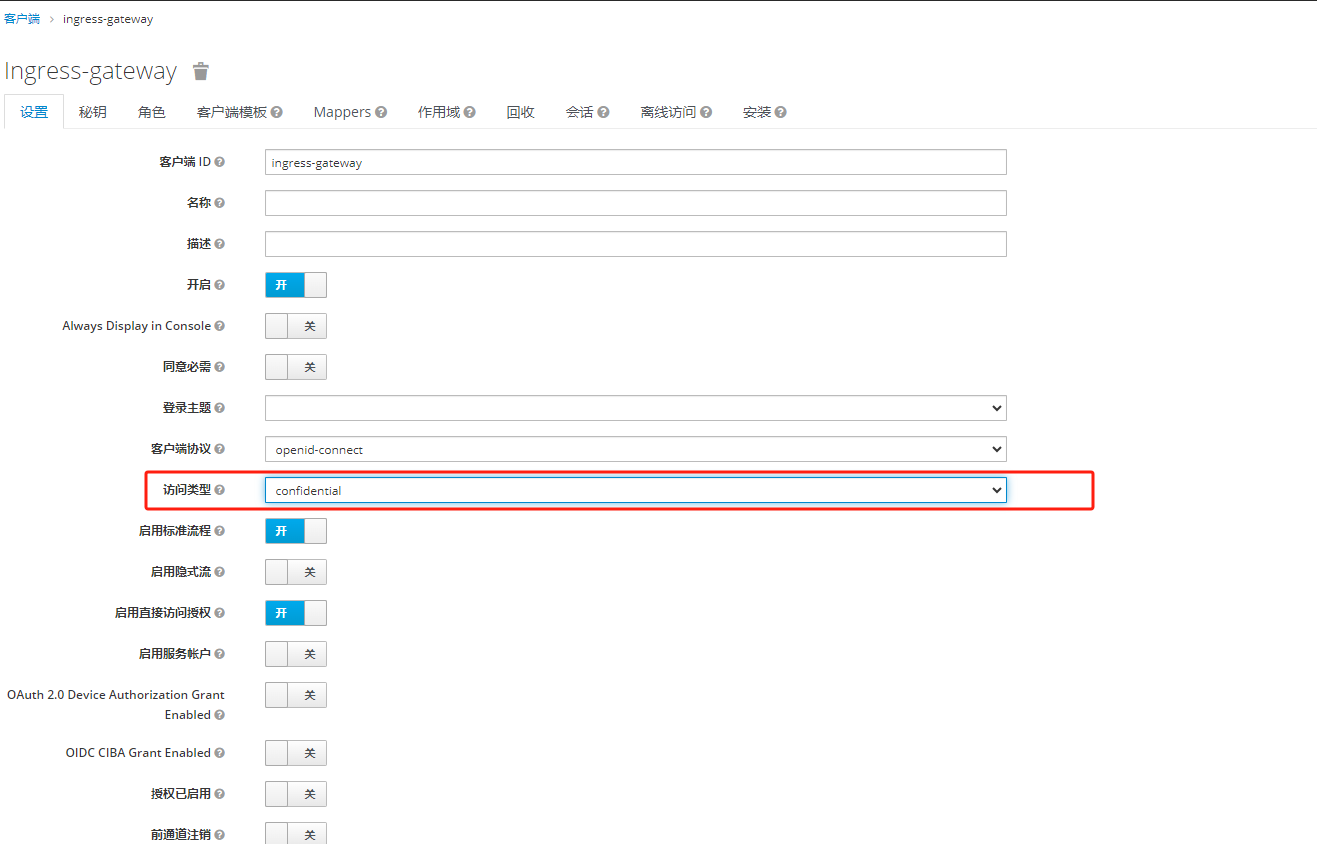 客户端 › ingress-gateway
Ingress-gateway
设置 秘钥 角色 客户端模板 Mappers 作用域 回收 会话 离线访问 安装
客户端 ID ingress-gateway
名称
描述
开启 开
Always Display in Console 关
同意必需 关
登录主题
客户端协议 openid-connect
访问类型 confidential
启用标准流程 开
启用隐式流 关
启用直接访问授权 开
启用服务帐户 关
OAuth 2.0 Device Authorization Grant 关
Enabled
OIDC CIBA Grant Enabled 关
授权已启用 关
前通道注销 关